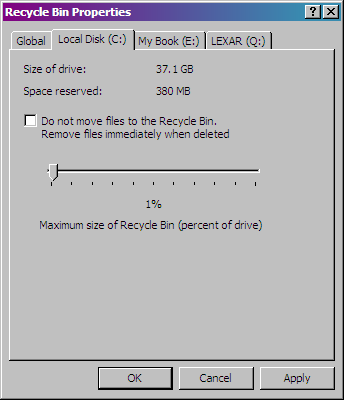 Recycle Bin Properties
Global
Local Disk (C:)
My Book (E:)
LEXAR (Q:)
Size of drive: 37.1 GB
Space reserved: 380 MB
Do not move files to the Recycle Bin.
Remove files immediately when deleted
1%
Maximum size of Recycle Bin (percent of drive)
OK
Cancel
Apply